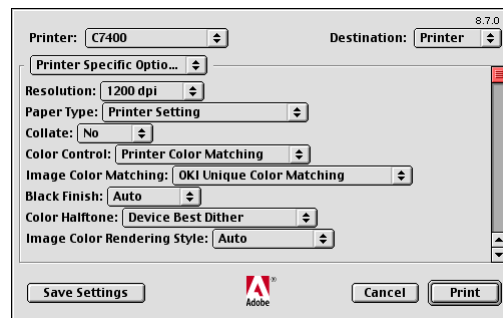 8.7.0
Printer: C7400 Destination: Printer
Printer Specific Optio...
Resolution: 1200 dpi
Paper Type: Printer Setting
Collate: No
Color Control: Printer Color Matching
Image Color Matching: OKI Unique Color Matching
Black Finish: Auto
Color Halftone: Device Best Dither
Image Color Rendering Style: Auto
Save Settings Adobe® Cancel Print